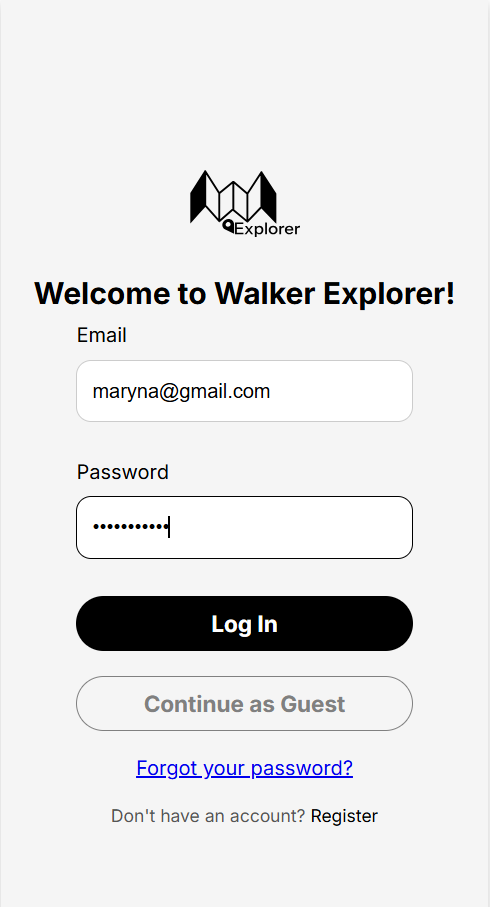 Explorer
Welcome to Walker Explorer!
Email
maryna@gmail.com
Password
•••••••••••
Log In
Continue as Guest
Forgot your password?
Don't have an account? Register